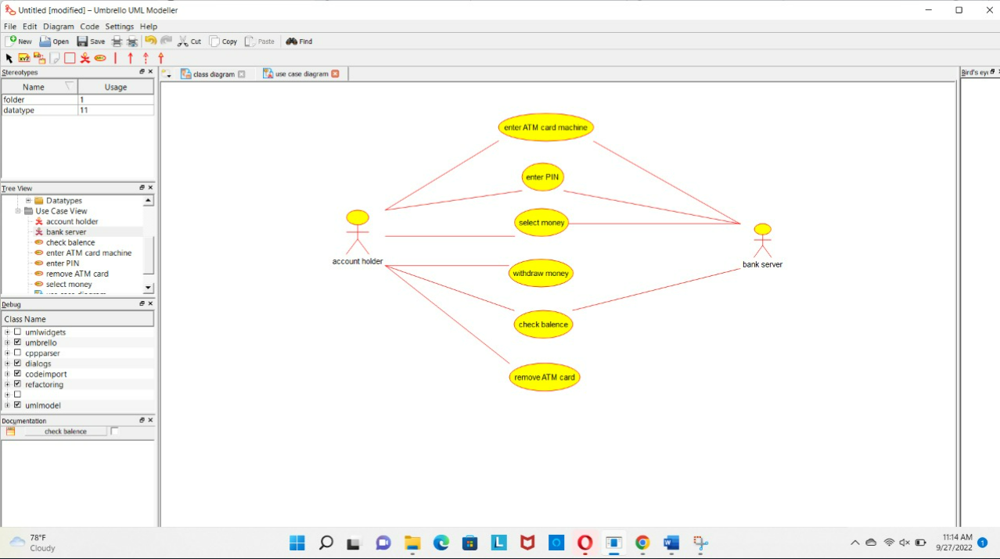 Untitled [modified] – Umbrello UML Modeller
File Edit Diagram Code Settings Help
New Open Save Cut Copy Paste Find
Stereotypes
Name Usage
folder 1
datatype 11
Tree View
Datatypes
Use Case View
account holder
bank server
check balence
enter ATM card machine
enter PIN
remove ATM card
select money
use case diagram
Debug
Class Name
umlwidgets
umbrello
cppparser
dialogs
codeimport
refactoring
umlmodel
Documentation
check balence
class diagram use case diagram
enter ATM card machine
enter PIN
select money
withdraw money
check balence
remove ATM card
account holder
bank server
Bird's eye
78°F
Cloudy
11:14 AM
9/27/2022
1